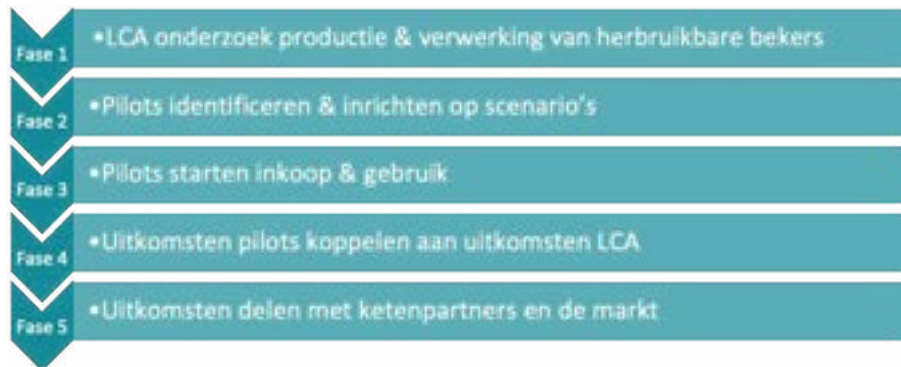 Fase 1
•LCA onderzoek productie & verwerking van herbruikbare bekers
Fase 2
•Pilots identificeren & inrichten op scenario's
Fase 3
•Pilots starten inkoop & gebruik
Fase 4
•Uitkomsten pilots koppelen aan uitkomsten LCA
Fase 5
•Uitkomsten delen met ketenpartners en de markt